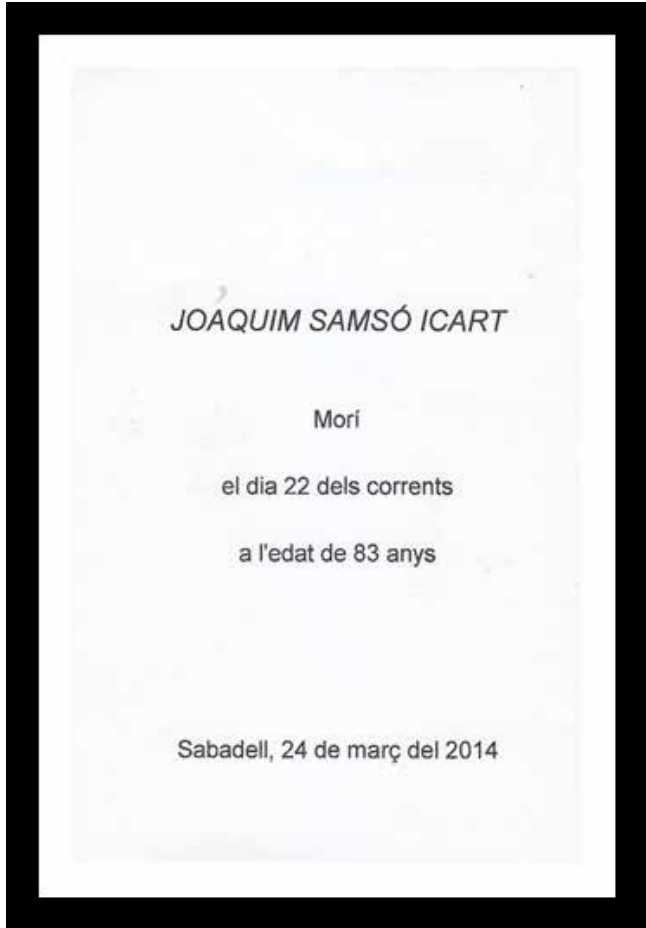 JOAQUIM SAMSÓ ICART
Morí
el dia 22 dels corrents
a l'edat de 83 anys
Sabadell, 24 de març del 2014